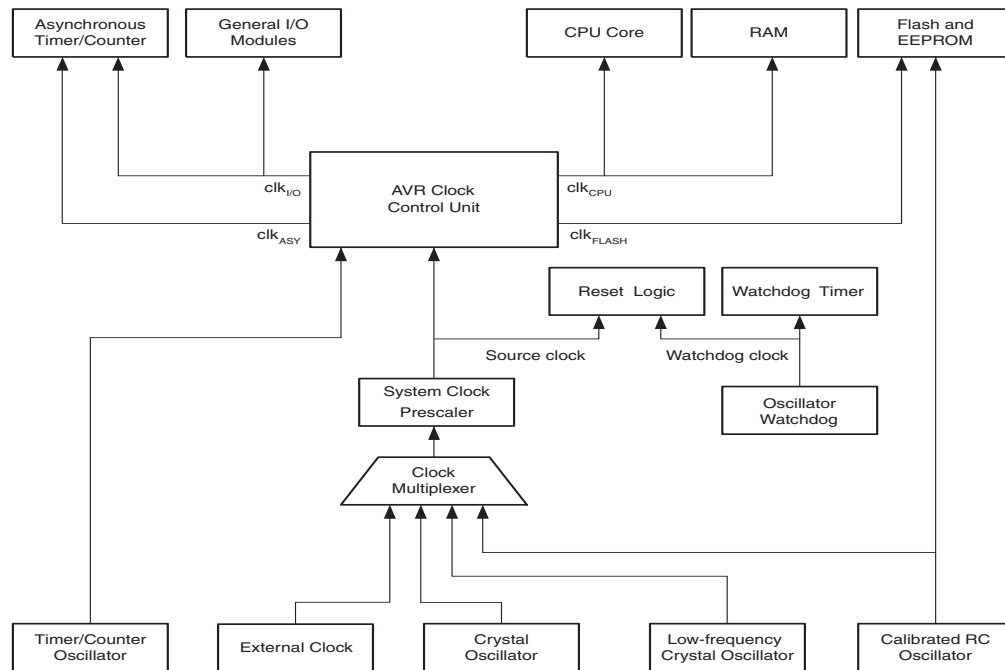 Asynchronous
Timer/Counter
General I/O
Modules
CPU Core
RAM
Flash and
EEPROM
clkI/O
AVR Clock
Control Unit
clkCPU
clkASY
clkFLASH
Reset Logic
Watchdog Timer
Source clock
Watchdog clock
System Clock
Prescaler
Oscillator
Watchdog
Clock
Multiplexer
Timer/Counter
Oscillator
External Clock
Crystal
Oscillator
Low-frequency
Crystal Oscillator
Calibrated RC
Oscillator